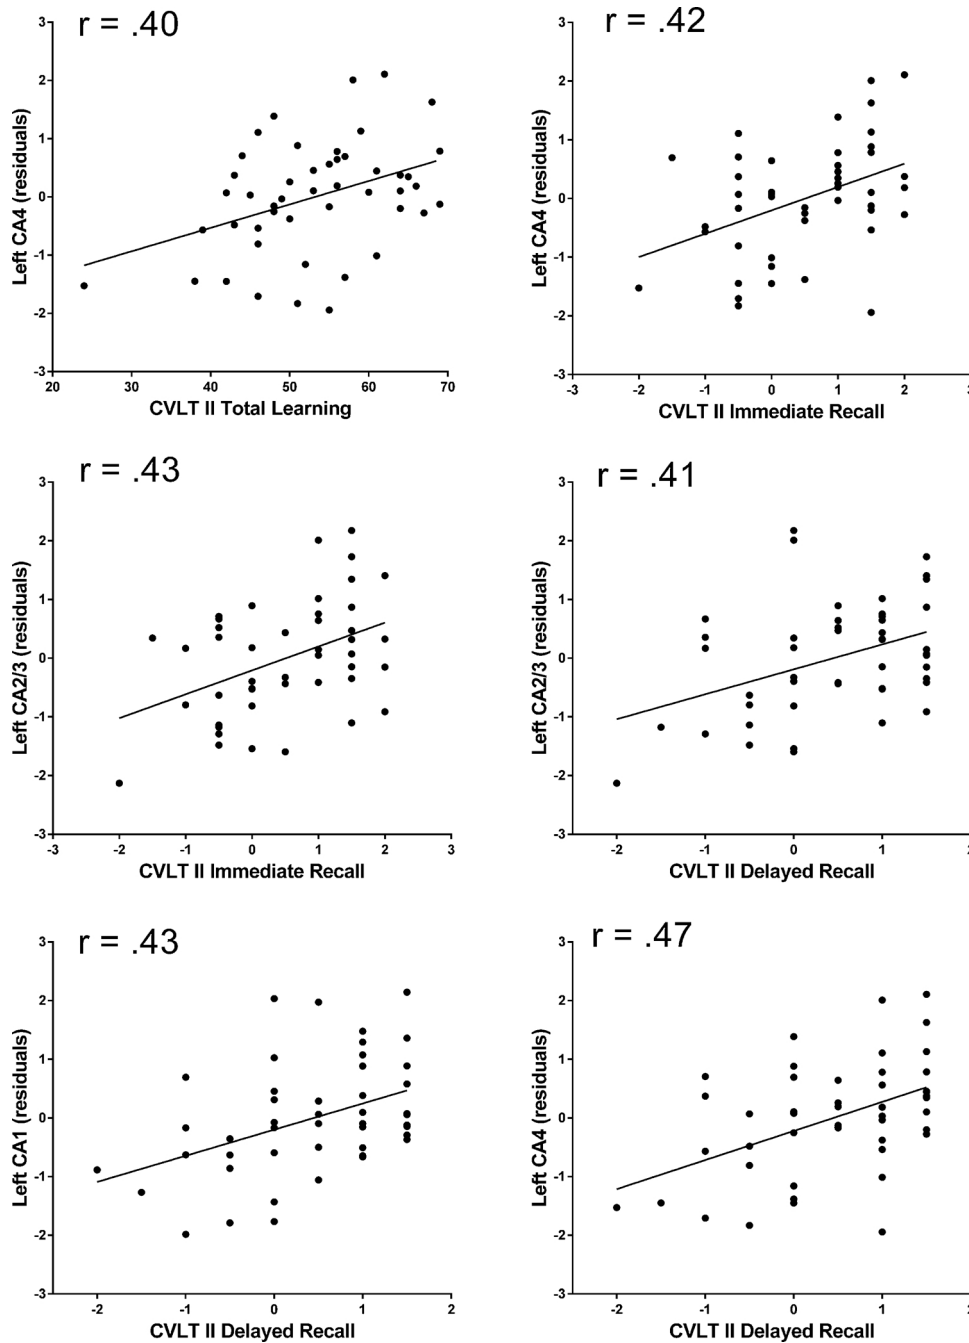 r = .40
3
2
1
0
-1
-2
-3
Left CA4 (residuals)
20 30 40 50 60 70
CVLT II Total Learning
r = .42
3
2
1
0
-1
-2
-3
Left CA4 (residuals)
-3 -2 -1 0 1 2 3
CVLT II Immediate Recall
r = .43
3
2
1
0
-1
-2
-3
Left CA2/3 (residuals)
-3 -2 -1 0 1 2 3
CVLT II Immediate Recall
r = .41
3
2
1
0
-1
-2
-3
Left CA2/3 (residuals)
-2 -1 0 1 2
CVLT II Delayed Recall
r = .43
3
2
1
0
-1
-2
-3
Left CA1 (residuals)
-2 -1 0 1 2
CVLT II Delayed Recall
r = .47
3
2
1
0
-1
-2
-3
Left CA4 (residuals)
-2 -1 0 1 2
CVLT II Delayed Recall